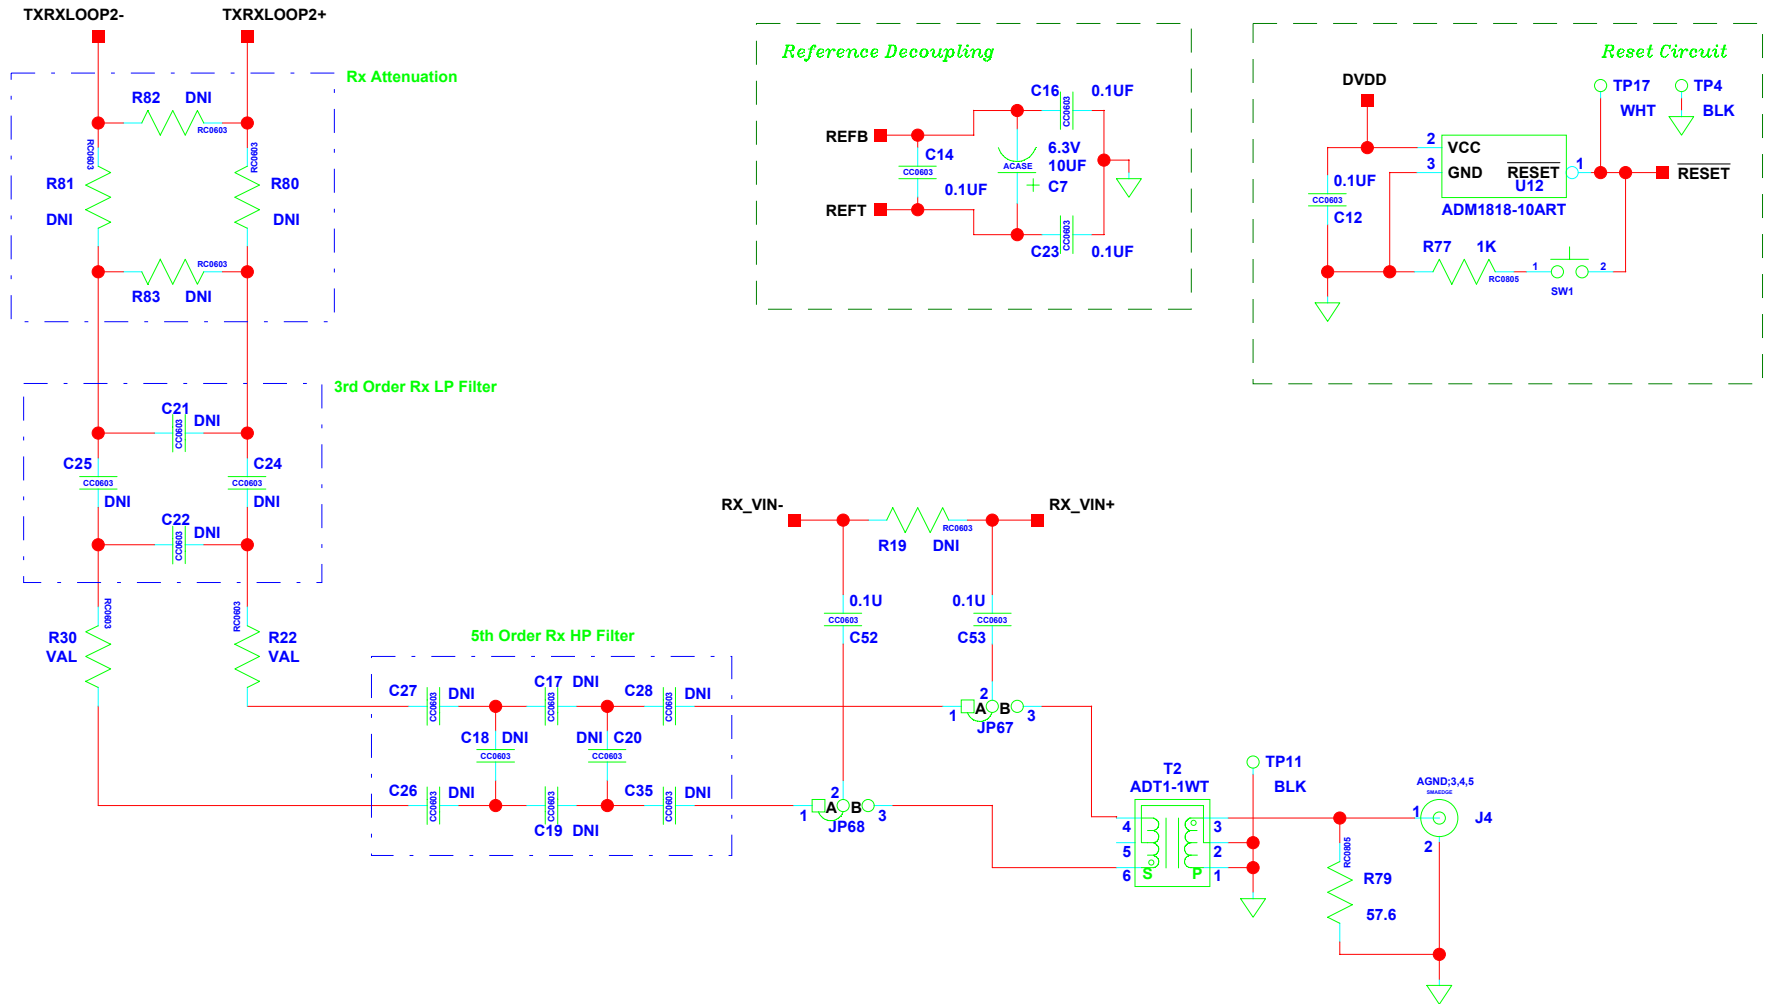 TXRXLOOP2-
TXRXLOOP2+
Rx Attenuation
R82 DNI
RC0603
RC0603
RC0603
R81
DNI
R80
DNI
RC0603
R83 DNI
3rd Order Rx LP Filter
C21 DNI
CC0603
C25
CC0603
DNI
C24
CC0603
DNI
C22 DNI
CC0603
RC0603
R30
VAL
RC0603
R22
VAL
5th Order Rx HP Filter
C27 DNI
CC0603
C17 DNI
CC0603
C28 DNI
CC0603
C18 DNI
CC0603
DNI C20
CC0603
C26 DNI
CC0603
C19 DNI
CC0603
C35 DNI
CC0603
Reference Decoupling
REFB
REFT
C14
CC0603
0.1UF
C16 0.1UF
CC0603
6.3V
10UF
ACASE
+ C7
C23 0.1UF
CC0603
Reset Circuit
DVDD
TP17
WHT
TP4
BLK
2 VCC
3 GND
RESET 1
U12
ADM1818-10ART
RESET
0.1UF
CC0603
C12
R77 1K
RC0805
1 2
SW1
RX_VIN-
RX_VIN+
RC0603
R19 DNI
0.1U
CC0603
C52
0.1U
CC0603
C53
2
1 A B 3
JP67
2
1 A B 3
JP68
T2
ADT1-1WT
4 3
5 2
6 S P 1
TP11
BLK
AGND;3,4,5
SMAEDGE
1
2
J4
RC0805
R79
57.6